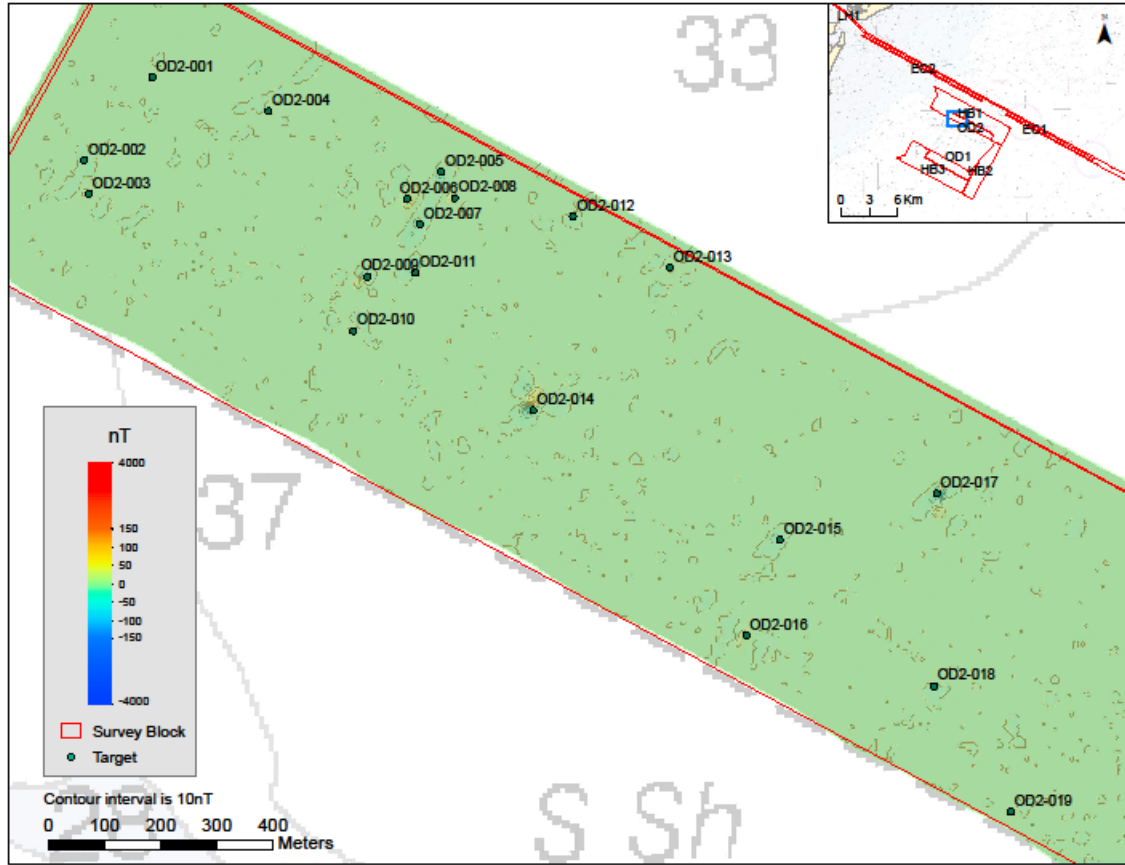 33
LH1
N
EC2
HB1
OD2
EC1
OD1
HB3
HB2
0 3 6 Km
OD2-001
OD2-004
OD2-002
OD2-003
OD2-005
OD2-006
OD2-008
OD2-007
OD2-012
OD2-009
OD2-011
OD2-013
OD2-010
OD2-014
OD2-017
OD2-015
OD2-016
OD2-018
OD2-019
37
nT
4000
150
100
50
0
-50
-100
-150
-4000
Survey Block
Target
Contour interval is 10nT
0 100 200 300 400
Meters
28
S Sh